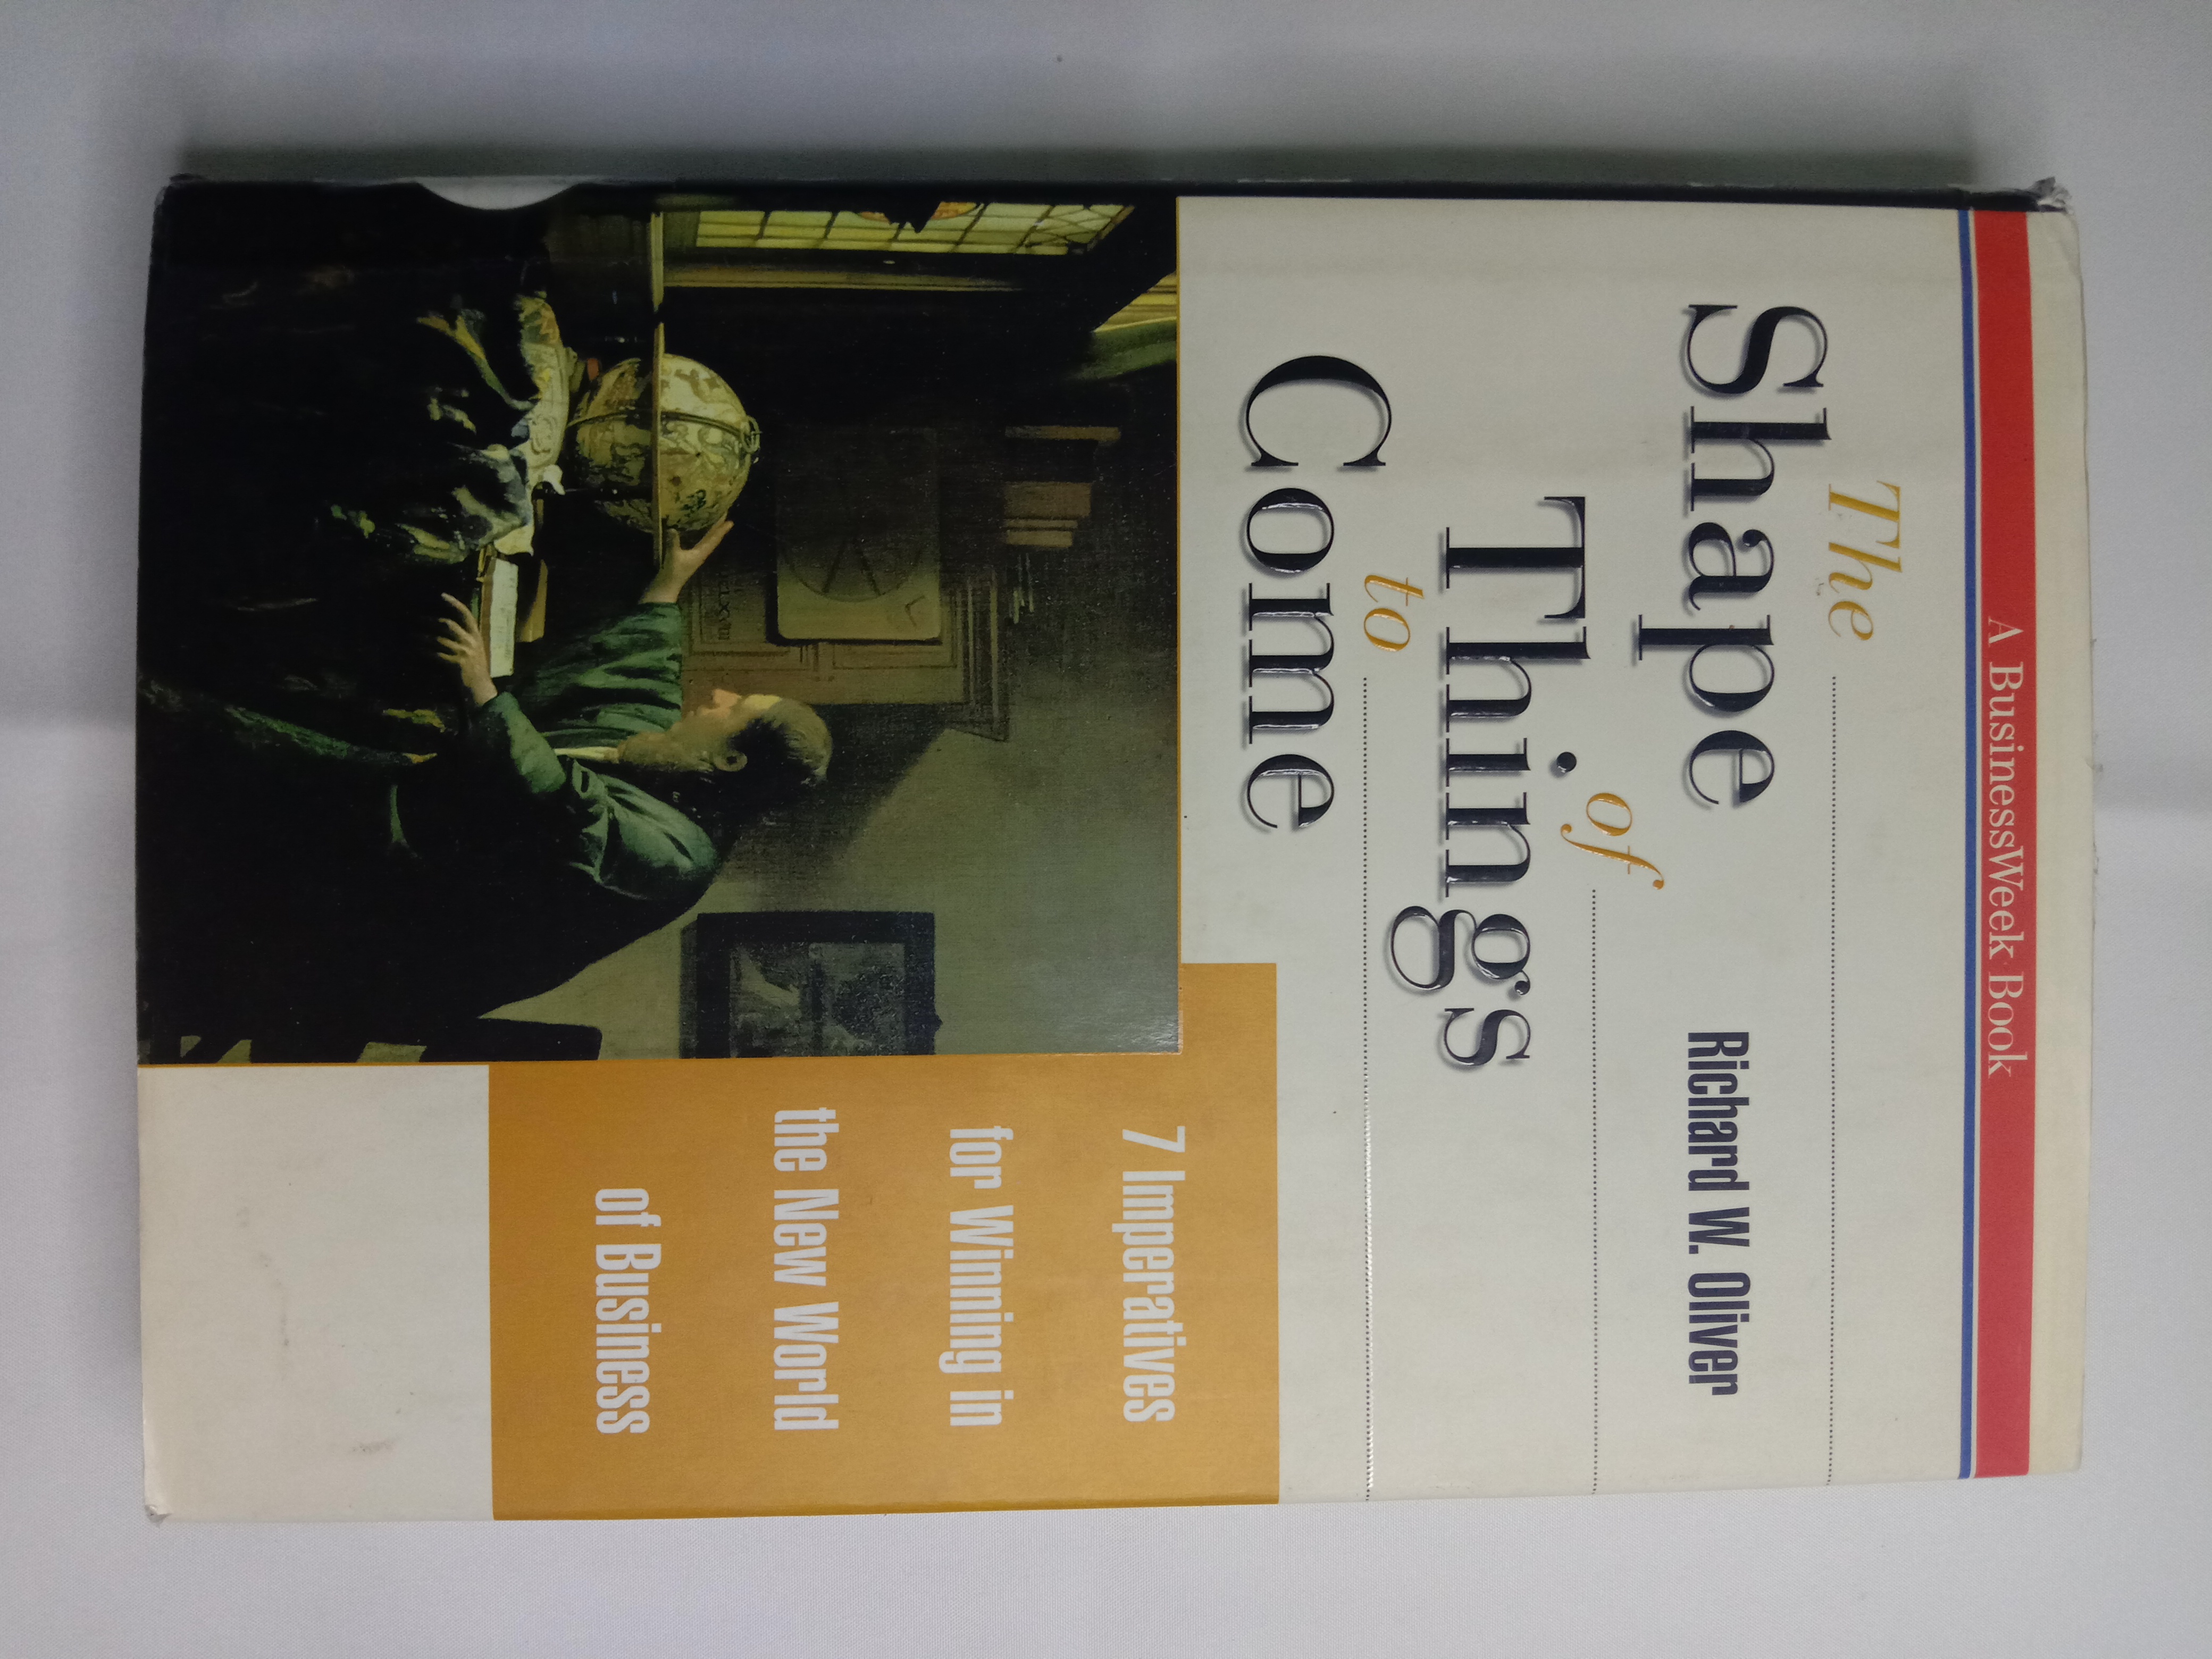 A BusinessWeek Book
The
Shape
Richard W. Oliver
of
Things
to
Come
7 Imperatives
for Winning in
the New World
of Business